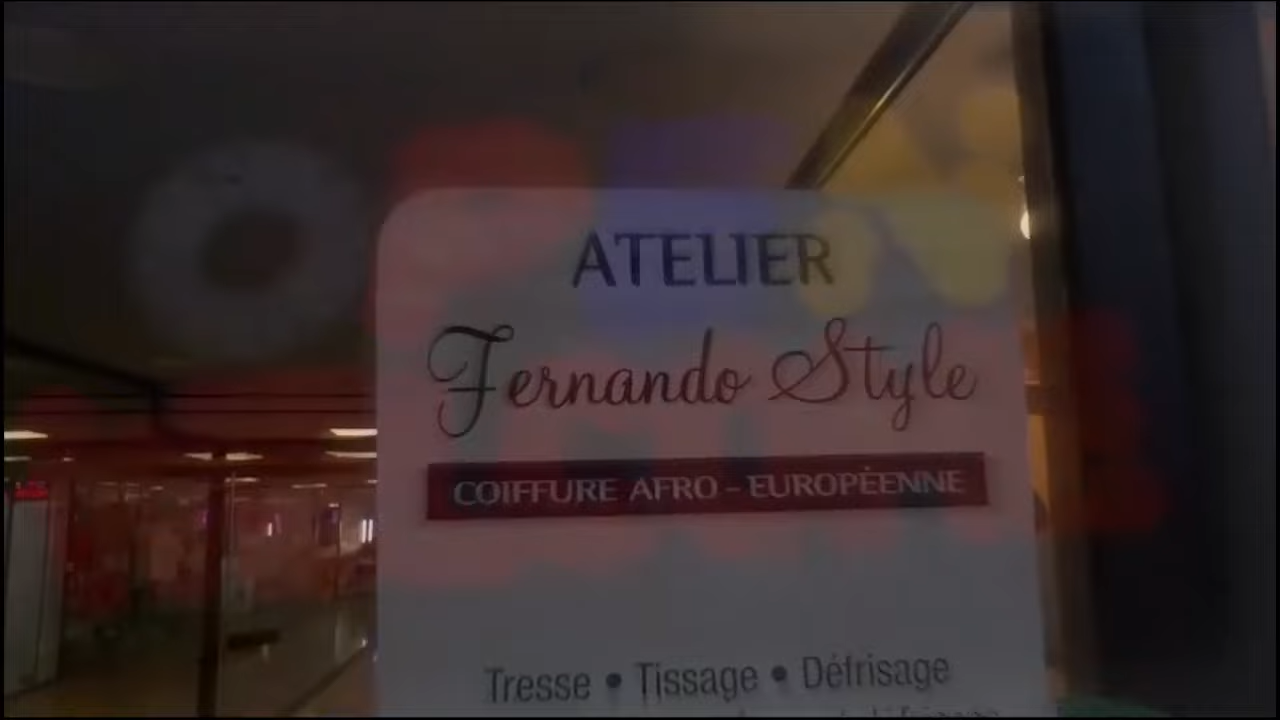 ATELIER
Fernando Style
COIFFURE AFRO - EUROPÉENNE
Tresse • Tissage • Défrisage